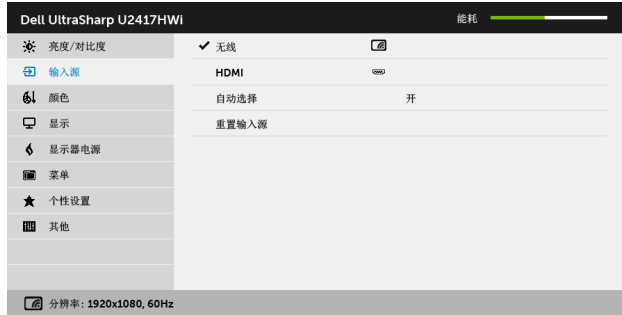 Dell UltraSharp U2417HWi 能耗
亮度/对比度 无线
输入源 HDMI
颜色 自动选择 开
显示 重置输入源
显示器电源
菜单
个性设置
其他
分辨率: 1920x1080, 60Hz